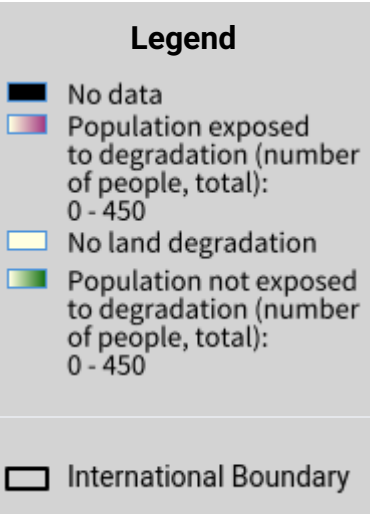 Legend
No data
Population exposed
to degradation (number
of people, total):
0 - 450
No land degradation
Population not exposed
to degradation (number
of people, total):
0 - 450
International Boundary